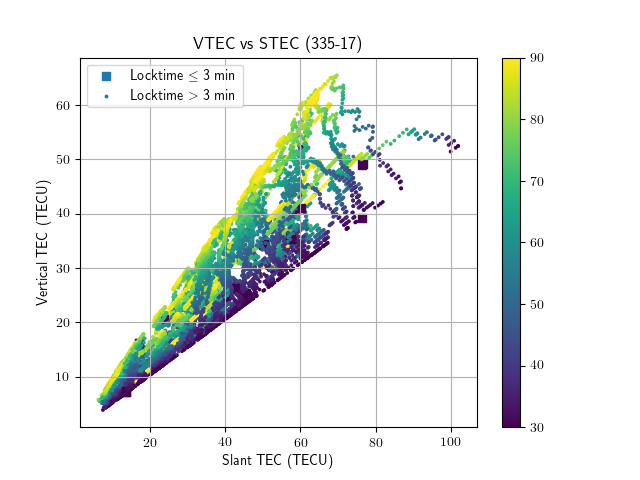 VTEC vs STEC (335-17)
Locktime ≤ 3 min
Locktime > 3 min
Vertical TEC (TECU)
60
50
40
30
20
10
20 40 60 80 100
Slant TEC (TECU)
90
80
70
60
50
40
30